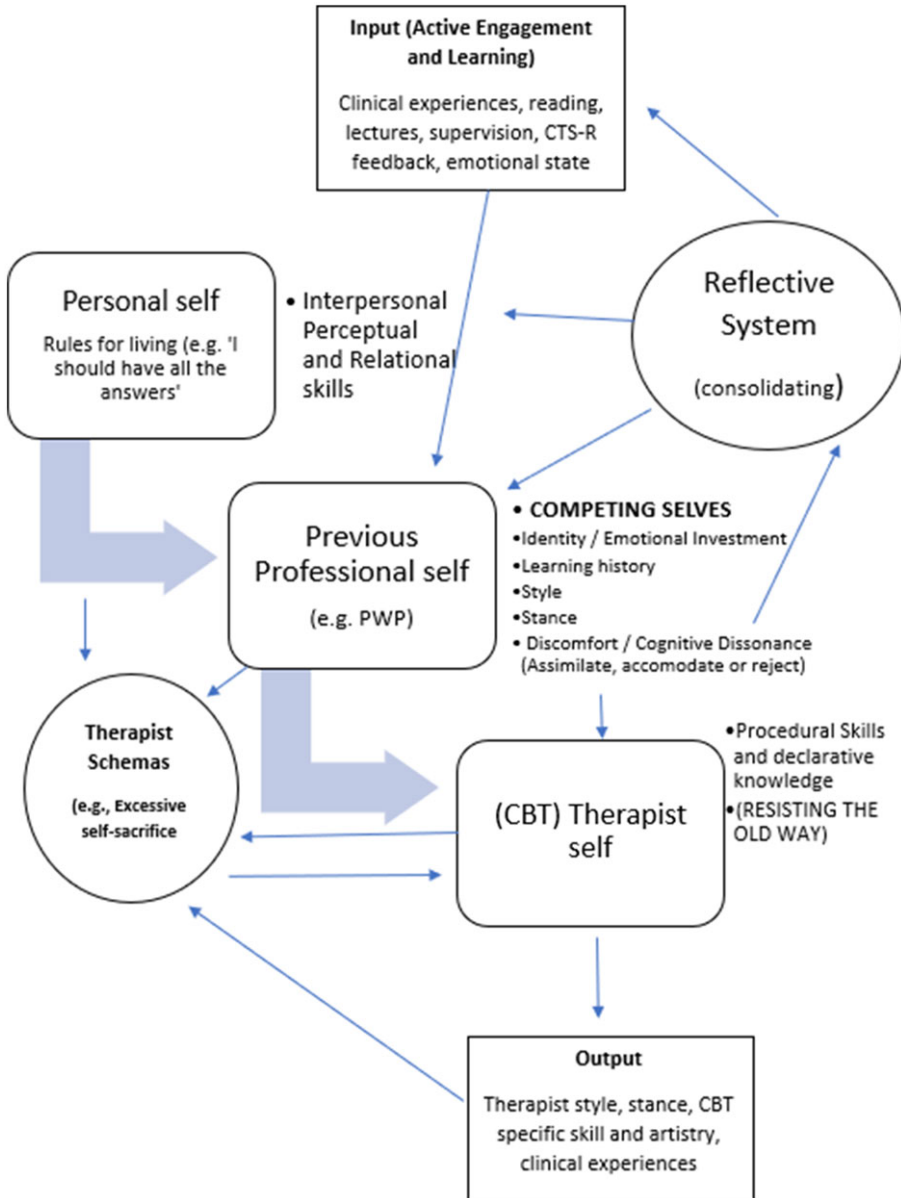 Input (Active Engagement
and Learning)
Clinical experiences, reading,
lectures, supervision, CTS-R
feedback, emotional state
Personal self
Rules for living (e.g. 'I
should have all the
answers'
• Interpersonal
Perceptual
and Relational
skills
Reflective
System
(consolidating)
Previous
Professional self
(e.g. PWP)
• COMPETING SELVES
•Identity / Emotional Investment
•Learning history
•Style
•Stance
• Discomfort / Cognitive Dissonance
(Assimilate, accomodate or reject)
Therapist
Schemas
(e.g., Excessive
self-sacrifice
(CBT) Therapist
self
•Procedural Skills
and declarative
knowledge
•(RESISTING THE
OLD WAY)
Output
Therapist style, stance, CBT
specific skill and artistry,
clinical experiences